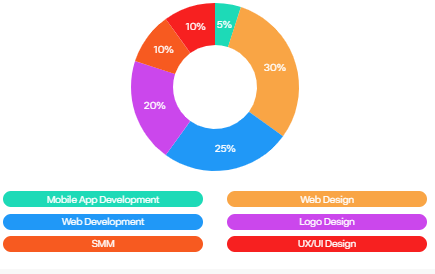 5%
10%
30%
10%
20%
25%
Mobile App Development
Web Design
Web Development
Logo Design
SMM
UX/UI Design